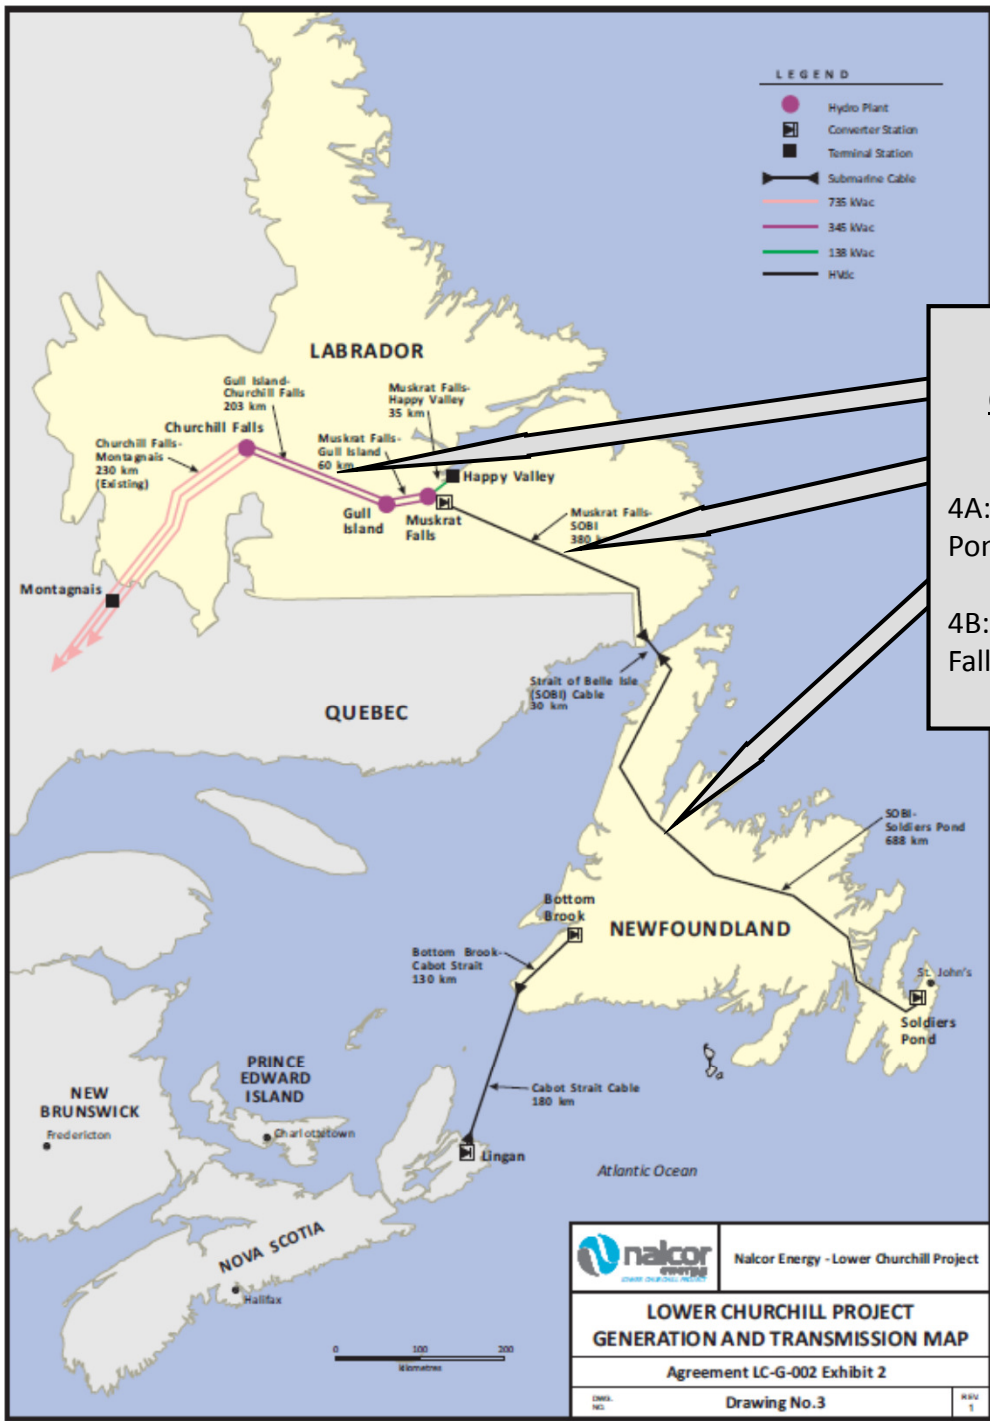 LEGEND
Hydro Plant
Converter Station
Terminal Station
Submarine Cable
735 kVac
345 kVac
138 kVac
HVdc
LABRADOR
Gull Island-
Churchill Falls
203 km
Muskrat Falls-
Happy Valley
35 km
Churchill Falls
Churchill Falls-
Montagnais
230 km
(Existing)
Muskrat Falls-
Gull Island
60 km
Happy Valley
Gull
Island
Muskrat
Falls
Muskrat Falls-
SOBI
380
4A:
Pon
4B:
Fall
Montagnais
Strait of Belle Isle
(SOBI) Cable
30 km
QUEBEC
SOBI-
Soldiers Pond
688 km
Bottom
Brook
NEWFOUNDLAND
Bottom Brook-
Cabot Strait
130 km
St. John's
Soldiers
Pond
PRINCE
EDWARD
ISLAND
NEW
BRUNSWICK
Fredericton
Charlottetown
Cabot Strait Cable
180 km
Lingan
Atlantic Ocean
NOVA SCOTIA
Halifax
0 100 200
kilometres
nalcor
energy
LOWER CHURCHILL PROJECT
Nalcor Energy - Lower Churchill Project
LOWER CHURCHILL PROJECT
GENERATION AND TRANSMISSION MAP
Agreement LC-G-002 Exhibit 2
DWG.
NO.
Drawing No.3
REV
1